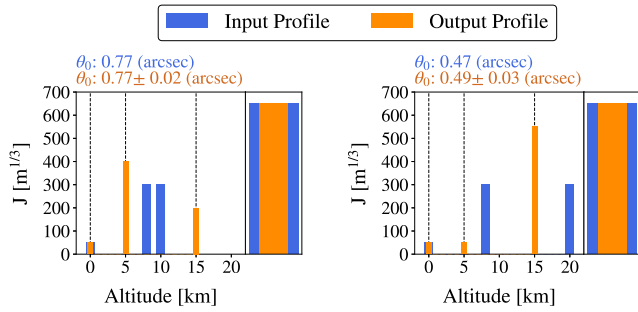 Input Profile Output Profile
θ0: 0.77 (arcsec)
θ0: 0.77± 0.02 (arcsec)
700
600
500
400
300
200
100
0
J [m^1/3]
0 5 10 15 20
Altitude [km]
θ0: 0.47 (arcsec)
θ0: 0.49± 0.03 (arcsec)
700
600
500
400
300
200
100
0
J [m^1/3]
0 5 10 15 20
Altitude [km]